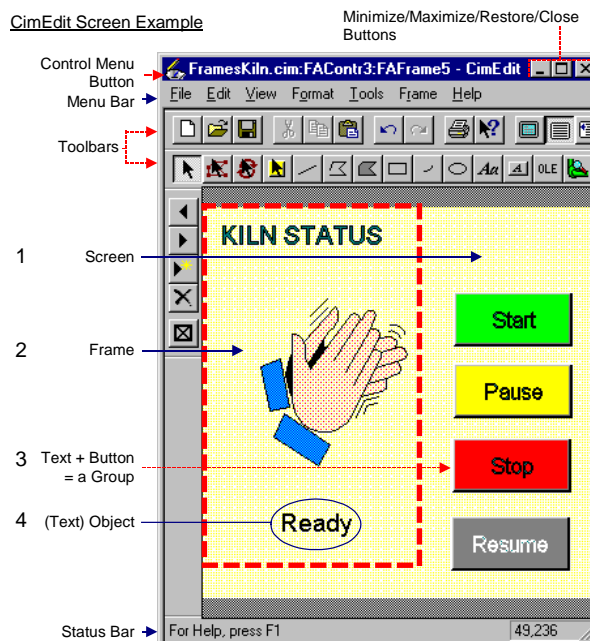 CimEdit Screen Example
Minimize/Maximize/Restore/Close
Buttons
Control Menu
Button
FramesKiln.cim:FAContr3:FAFrame5 - CimEdit
Menu Bar
File Edit View Format Tools Frame Help
Toolbars
Aa A OLE
KILN STATUS
1 Screen
Start
2 Frame
Pause
3 Text + Button
= a Group
Stop
4 (Text) Object
Ready
Resume
Status Bar
For Help, press F1 49,236